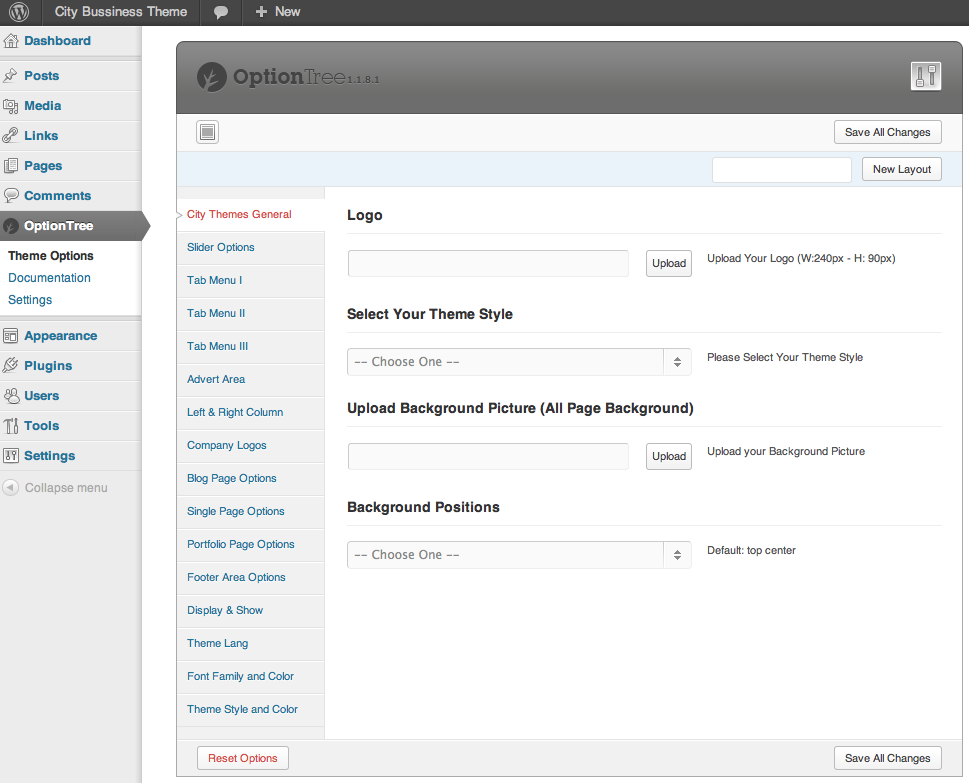 City Bussiness Theme
New
Dashboard
Posts
Media
Links
Pages
Comments
OptionTree
Theme Options
Documentation
Settings
Appearance
Plugins
Users
Tools
Settings
Collapse menu
OptionTree 1.1.8.1
Save All Changes
New Layout
City Themes General
Slider Options
Tab Menu I
Tab Menu II
Tab Menu III
Advert Area
Left & Right Column
Company Logos
Blog Page Options
Single Page Options
Portfolio Page Options
Footer Area Options
Display & Show
Theme Lang
Font Family and Color
Theme Style and Color
Logo
Upload Upload Your Logo (W:240px - H: 90px)
Select Your Theme Style
-- Choose One -- Please Select Your Theme Style
Upload Background Picture (All Page Background)
Upload Upload your Background Picture
Background Positions
-- Choose One -- Default: top center
Reset Options Save All Changes